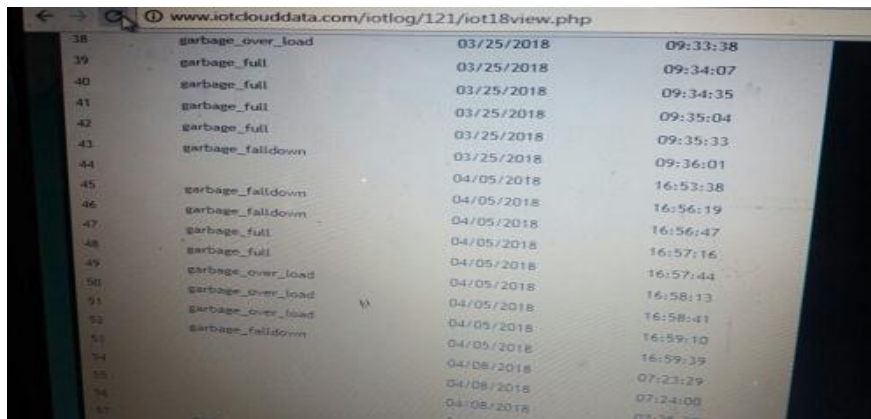 www.iotclouddata.com/iotlog/121/iot18view.php
38 garbage_over_load 03/25/2018 09:33:38
39 garbage_full 03/25/2018 09:34:07
40 garbage_full 03/25/2018 09:34:35
41 garbage_full 03/25/2018 09:35:04
42 garbage_full 03/25/2018 09:35:33
43 garbage_falldown 03/25/2018 09:36:01
44 04/05/2018 16:53:38
45 garbage_falldown 04/05/2018 16:56:19
46 garbage_falldown 04/05/2018 16:56:47
47 garbage_full 04/05/2018 16:57:16
48 garbage_full 04/05/2018 16:57:44
49 garbage_over_load 04/05/2018 16:58:13
50 garbage_over_load 04/05/2018 16:58:41
51 garbage_over_load 04/05/2018 16:59:10
52 garbage_falldown 04/05/2018 16:59:39
53 04/08/2018 07:23:29
54 04/08/2018 07:24:00
55 04/08/2018
56
57